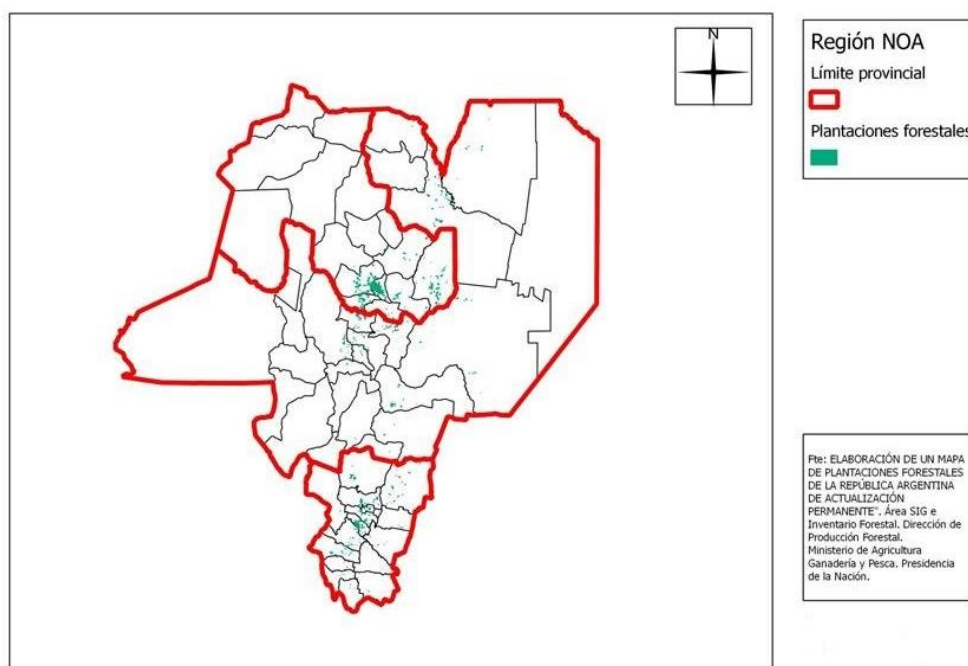 N
Región NOA
Límite provincial
Plantaciones forestales
Fte: ELABORACIÓN DE UN MAPA
DE PLANTACIONES FORESTALES
DE LA REPÚBLICA ARGENTINA
DE ACTUALIZACIÓN
PERMANENTE". Área SIG e
Inventario Forestal. Dirección de
Producción Forestal.
Ministerio de Agricultura
Ganadería y Pesca. Presidencia
de la Nación.